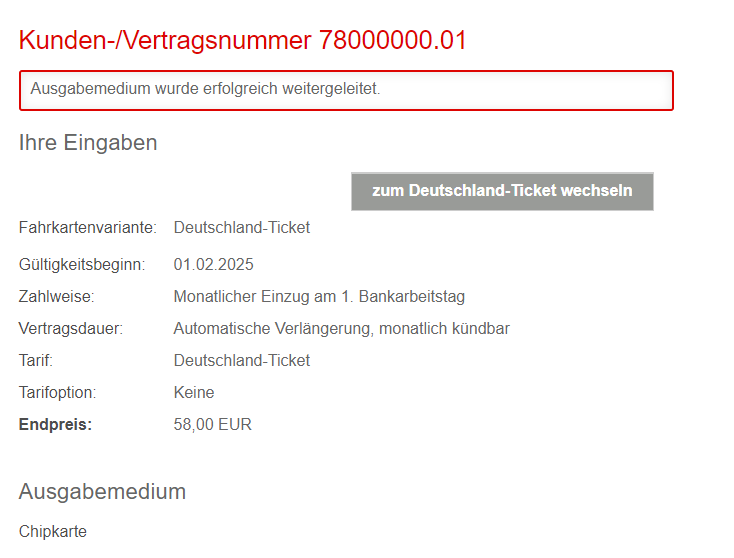 Kunden-/Vertragsnummer 78000000.01
Ausgabemedium wurde erfolgreich weitergeleitet.
Ihre Eingaben
zum Deutschland-Ticket wechseln
Fahrkartenvariante: Deutschland-Ticket
Gültigkeitsbeginn: 01.02.2025
Zahlweise: Monatlicher Einzug am 1. Bankarbeitstag
Vertragsdauer: Automatische Verlängerung, monatlich kündbar
Tarif: Deutschland-Ticket
Tarifoption: Keine
Endpreis: 58,00 EUR
Ausgabemedium
Chipkarte